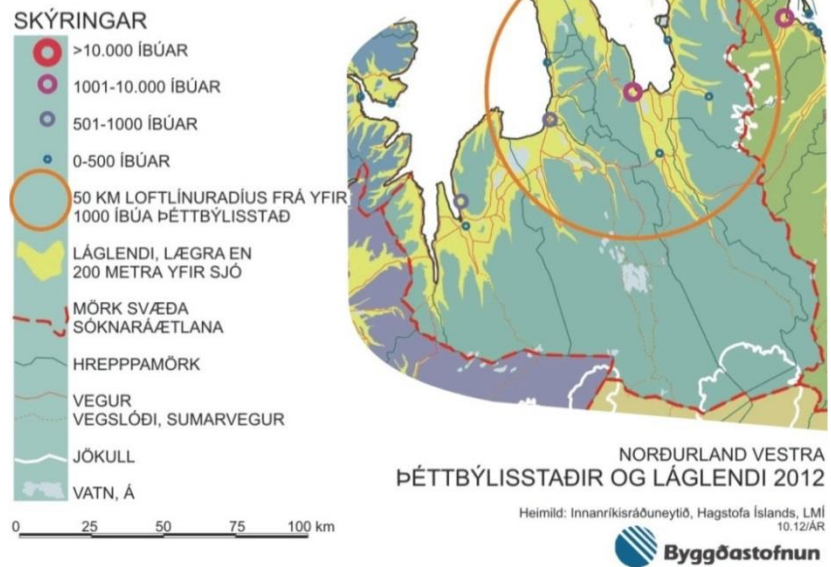 SKÝRINGAR
>10.000 ÍBÚAR
1001-10.000 ÍBÚAR
501-1000 ÍBÚAR
0-500 ÍBÚAR
50 KM LOFTLÍNURADÍUS FRÁ YFIR
1000 ÍBÚA ÞÉTTBÝLISSTAÐ
LÁGLENDI, LÆGRA EN
200 METRA YFIR SJÓ
MÖRK SVÆÐA
SÓKNARÁÆTLANA
HREPPPAMÖRK
VEGUR
VEGSLÓÐI, SUMARVEGUR
JÖKULL
VATN, Á
0 25 50 75 100 km
NORÐURLAND VESTRA
ÞÉTTBÝLISSTAÐIR OG LÁGLENDI 2012
Heimild: Innanríkisráðuneytið, Hagstofa Íslands, LMÍ
10.12/ÁR
Byggðastofnun